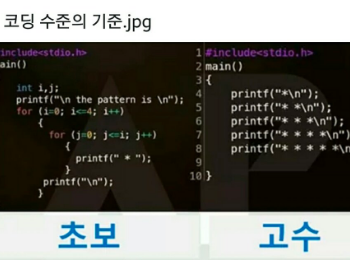 코딩 수준의 기준.jpg
include<stdio.h>
ain()
int i,j;
printf("\n the pattern is \n");
for (i=0; i<=4; i++)
{
for (j=0; j<=i; j++)
{
printf(" * ");
}
printf("\n");
}
초보
1 #include<stdio.h>
2 main()
3 {
4 printf("*\n");
5 printf("* *\n");
6 printf("* * *\n");
7 printf("* * * *\n");
8 printf("* * * * *\n
9
10 }
고수